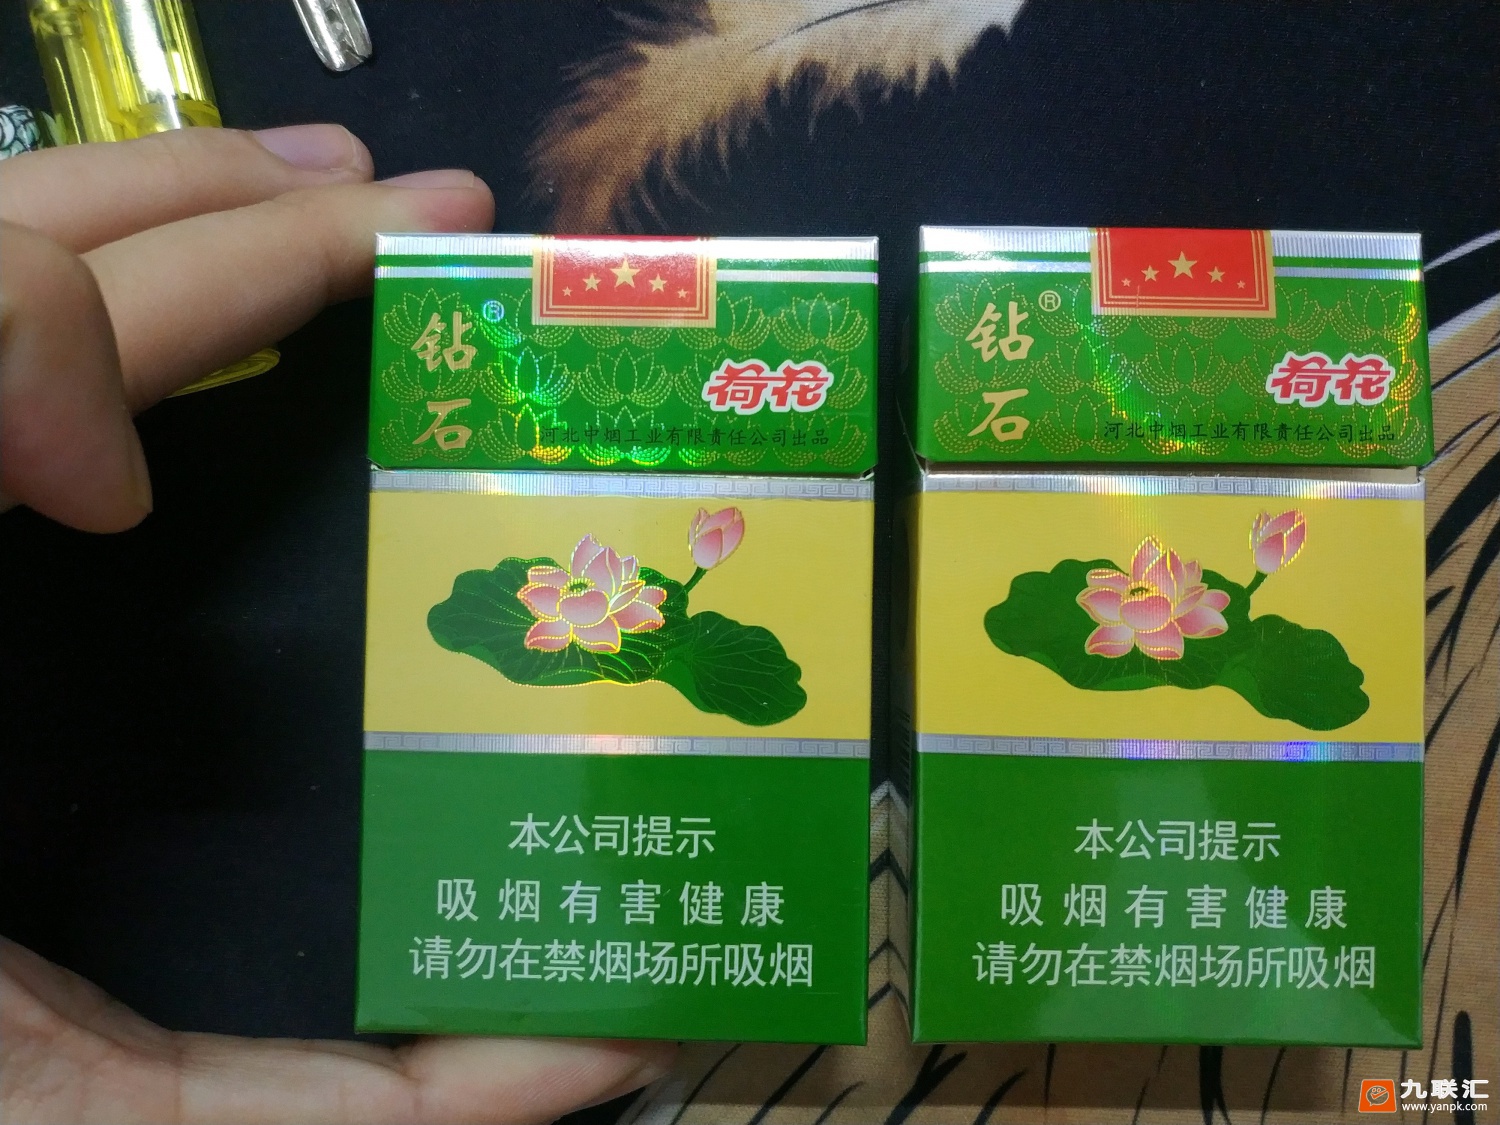 钻石®
荷花
河北中烟工业有限责任公司出品
本公司提示
吸烟有害健康
请勿在禁烟场所吸烟
钻石®
荷花
河北中烟工业有限责任公司出品
本公司提示
吸烟有害健康
请勿在禁烟场所吸烟
九联汇
www.yanpk.com